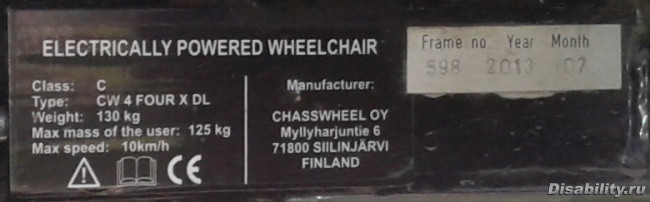 ELECTRICALLY POWERED WHEELCHAIR
Class: C
Type: CW 4 FOUR X DL
Weight: 130 kg
Max mass of the user: 125 kg
Max speed: 10km/h
CE
Manufacturer:
CHASSWHEEL OY
Myllyharjuntie 6
71800 SIILINJÄRVI
FINLAND
Frame no Year Month
598 2013 07
Disability.ru